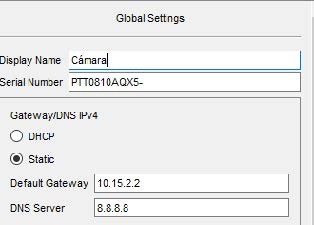 Global Settings
Display Name Cámara
Serial Number PTT0810AQX5-
Gateway/DNS IPv4
DHCP
Static
Default Gateway 10.15.2.2
DNS Server 8.8.8.8